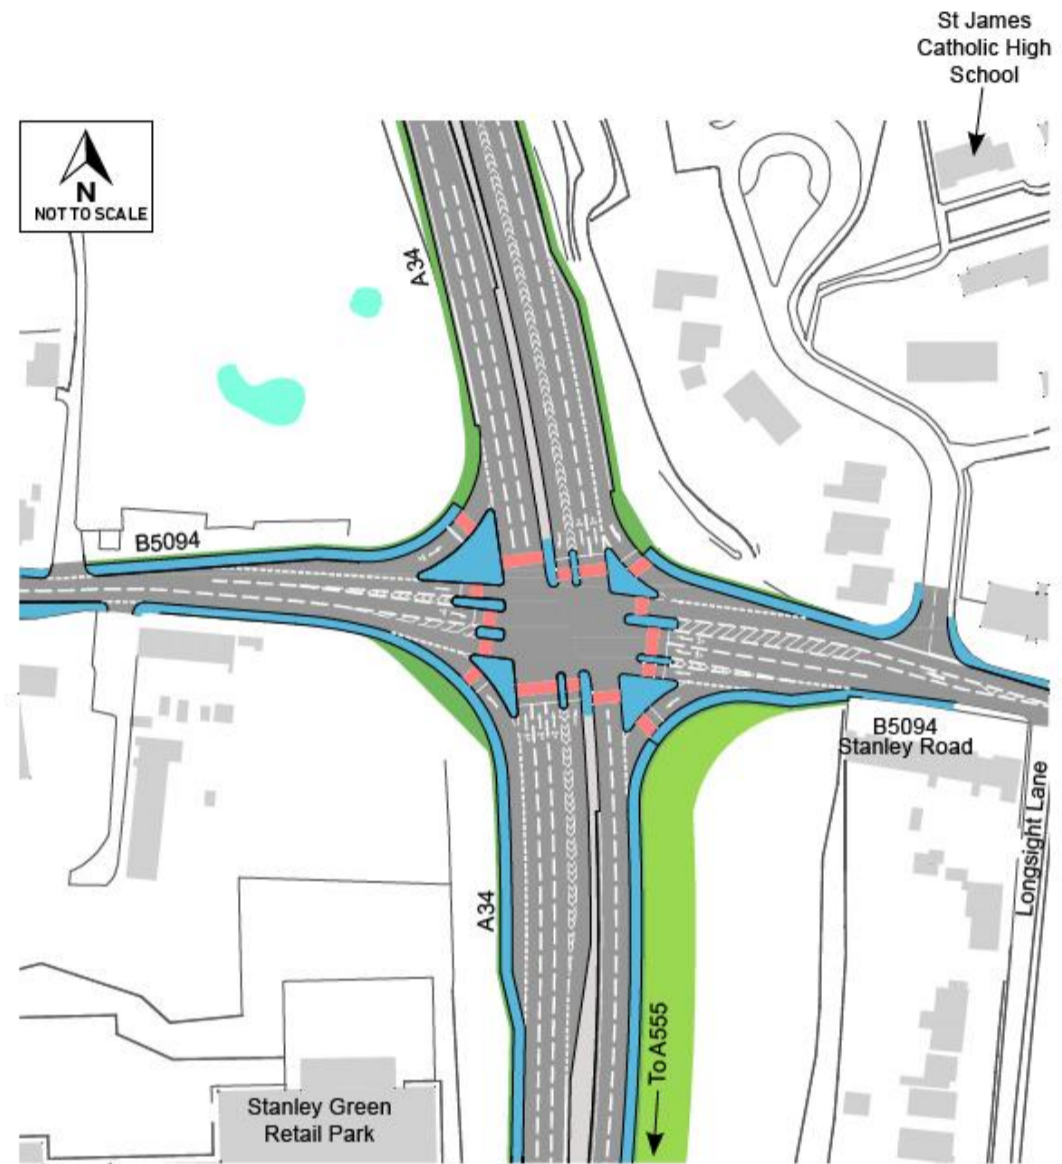 St James
Catholic High
School
N
NOT TO SCALE
A34
B5094
B5094
Stanley Road
Longsight Lane
A34
To A555
Stanley Green
Retail Park